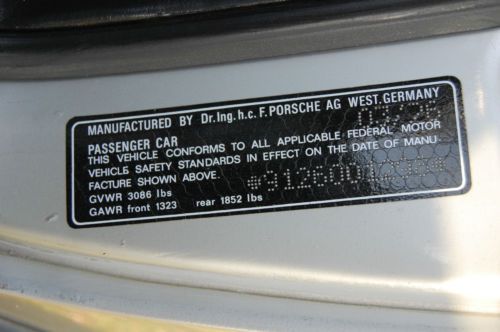 MANUFACTURED BY Dr.Ing.h.c.F.PORSCHE AG WEST.GERMANY
PASSENGER CAR
THIS VEHICLE CONFORMS TO ALL APPLICABLE FEDERAL MOTOR
VEHICLE SAFETY STANDARDS IN EFFECT ON THE DATE OF MANU-
FACTURE SHOWN ABOVE.
GVWR 3086 lbs
GAWR front 1323 rear 1852 lbs